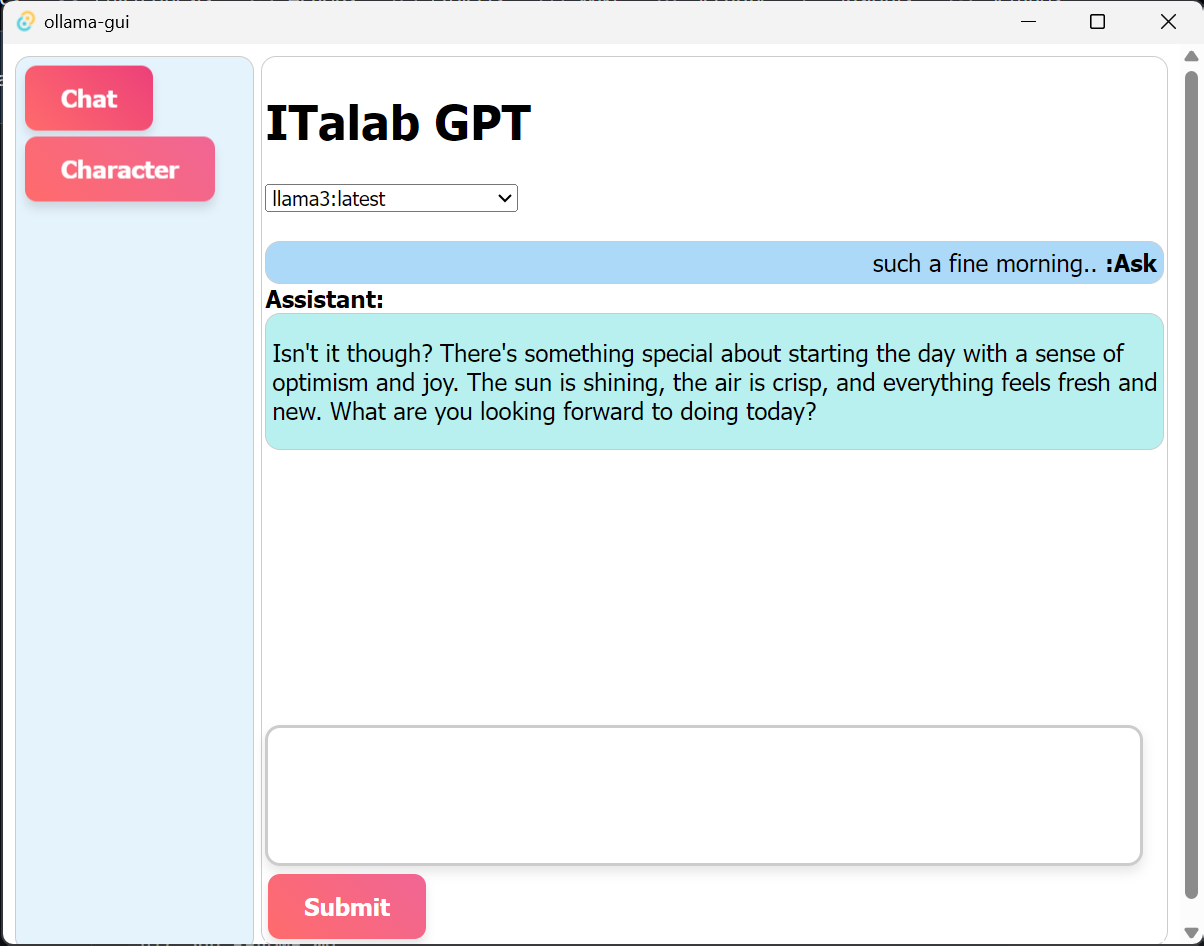 ollama-gui
Chat
Character
ITalab GPT
llama3:latest
such a fine morning.. :Ask
Assistant:
Isn't it though? There's something special about starting the day with a sense of
optimism and joy. The sun is shining, the air is crisp, and everything feels fresh and
new. What are you looking forward to doing today?
Submit